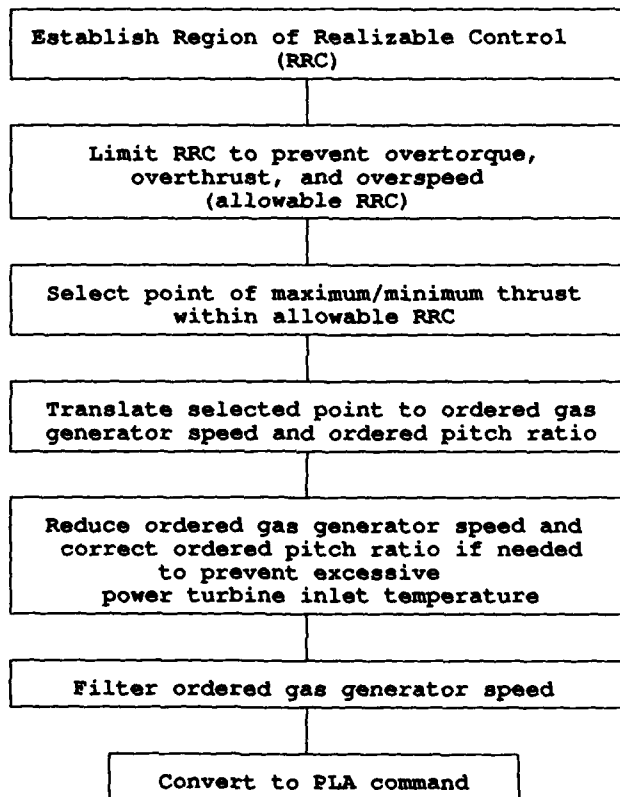 Establish Region of Realizable Control
(RRC)
Limit RRC to prevent overtorque,
overthrust, and overspeed
(allowable RRC)
Select point of maximum/minimum thrust
within allowable RRC
Translate selected point to ordered gas
generator speed and ordered pitch ratio
Reduce ordered gas generator speed and
correct ordered pitch ratio if needed
to prevent excessive
power turbine inlet temperature
Filter ordered gas generator speed
Convert to PLA command